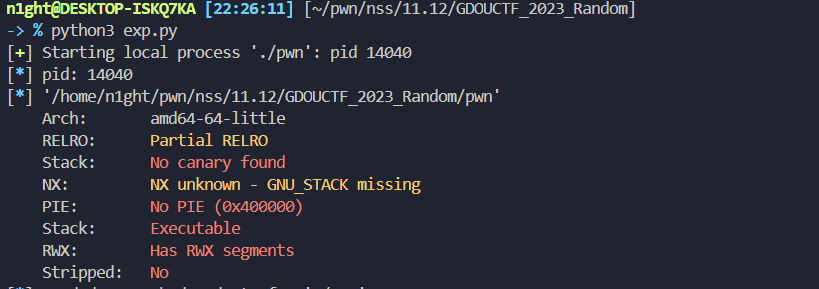 n1ght@DESKTOP-ISKQ7KA [22:26:11] [~/pwn/nss/11.12/GDOUCTF_2023_Random]
-> % python3 exp.py
[+] Starting local process './pwn': pid 14040
[*] pid: 14040
[*] '/home/n1ght/pwn/nss/11.12/GDOUCTF_2023_Random/pwn'
Arch: amd64-64-little
RELRO: Partial RELRO
Stack: No canary found
NX: NX unknown - GNU_STACK missing
PIE: No PIE (0x400000)
Stack: Executable
RWX: Has RWX segments
Stripped: No